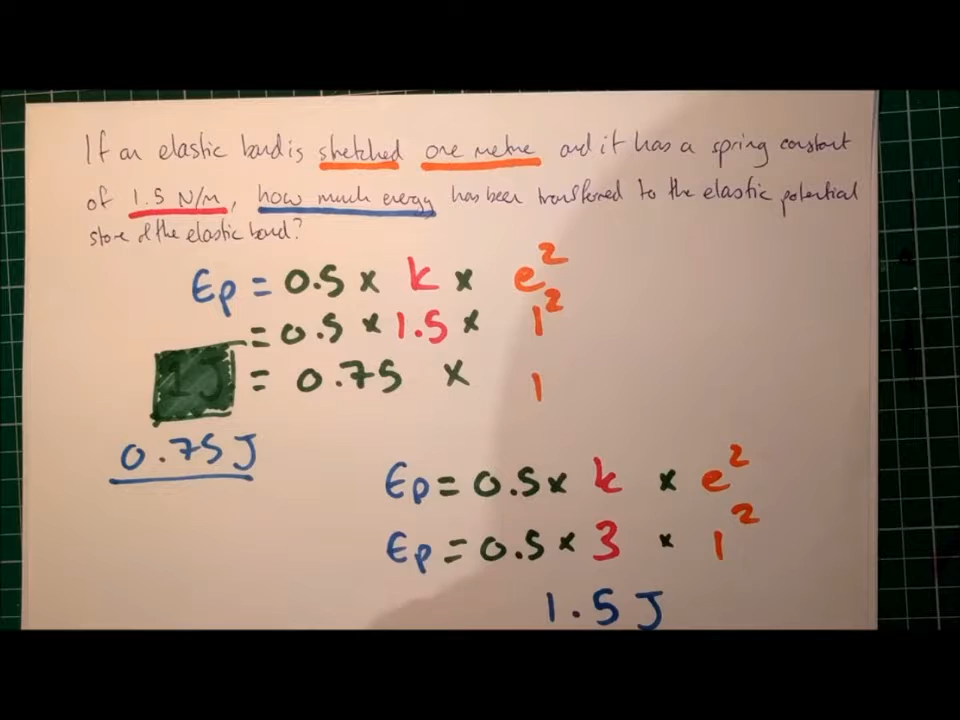 If an elastic band is stretched one metre and it has a spring constant
of 1.5 N/m, how much energy has been transferred to the elastic potential
store of the elastic band?
Ep = 0.5 × k × e²
= 0.5 × 1.5 × 1²
= 0.75 × 1
0.75 J
Ep = 0.5 × k × e²
Ep = 0.5 × 3 × 1²
1.5 J